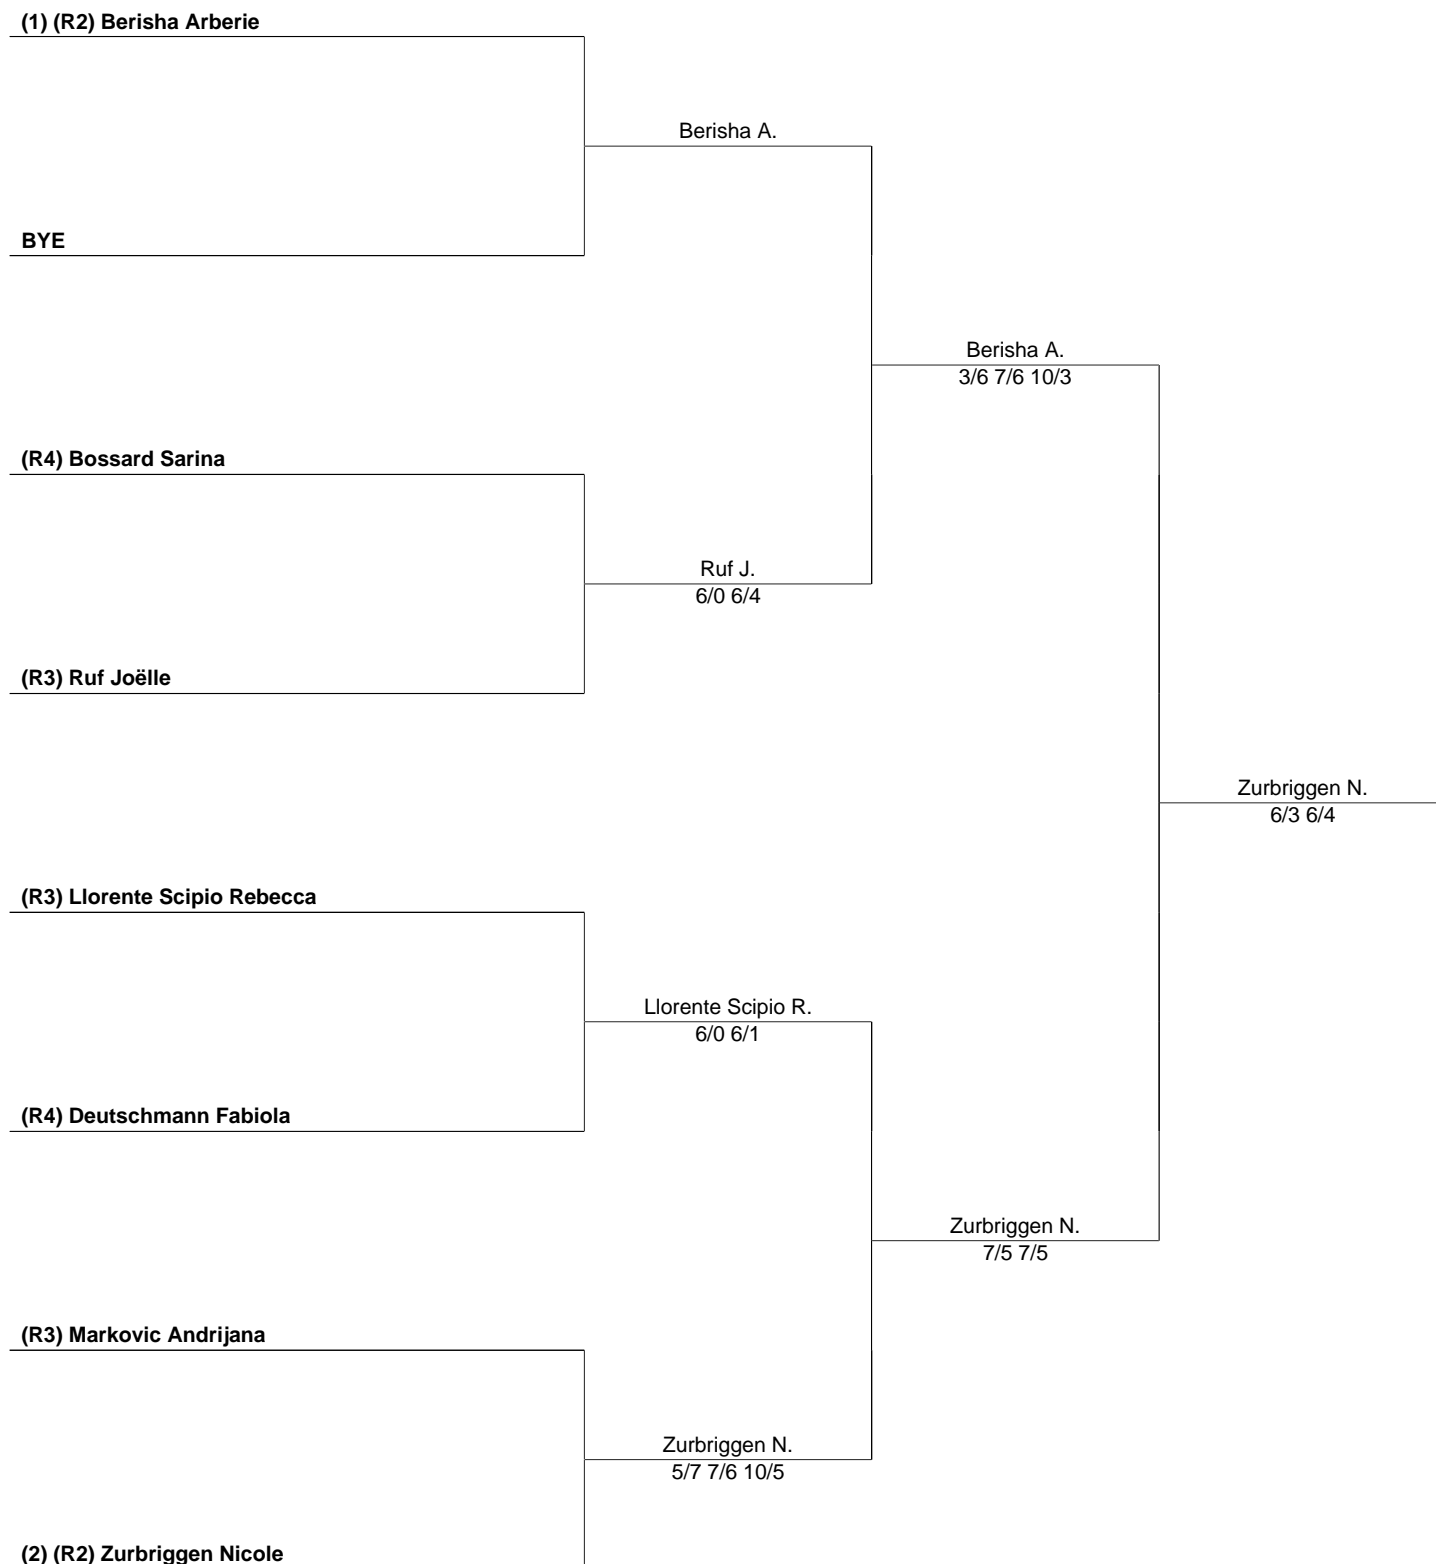 (1) (R2) Berisha Arberie
Berisha A.
BYE
Berisha A.
3/6 7/6 10/3
(R4) Bossard Sarina
Ruf J.
6/0 6/4
(R3) Ruf Joëlle
Zurbriggen N.
6/3 6/4
(R3) Llorente Scipio Rebecca
Llorente Scipio R.
6/0 6/1
(R4) Deutschmann Fabiola
Zurbriggen N.
7/5 7/5
(R3) Markovic Andrijana
Zurbriggen N.
5/7 7/6 10/5
(2) (R2) Zurbriggen Nicole